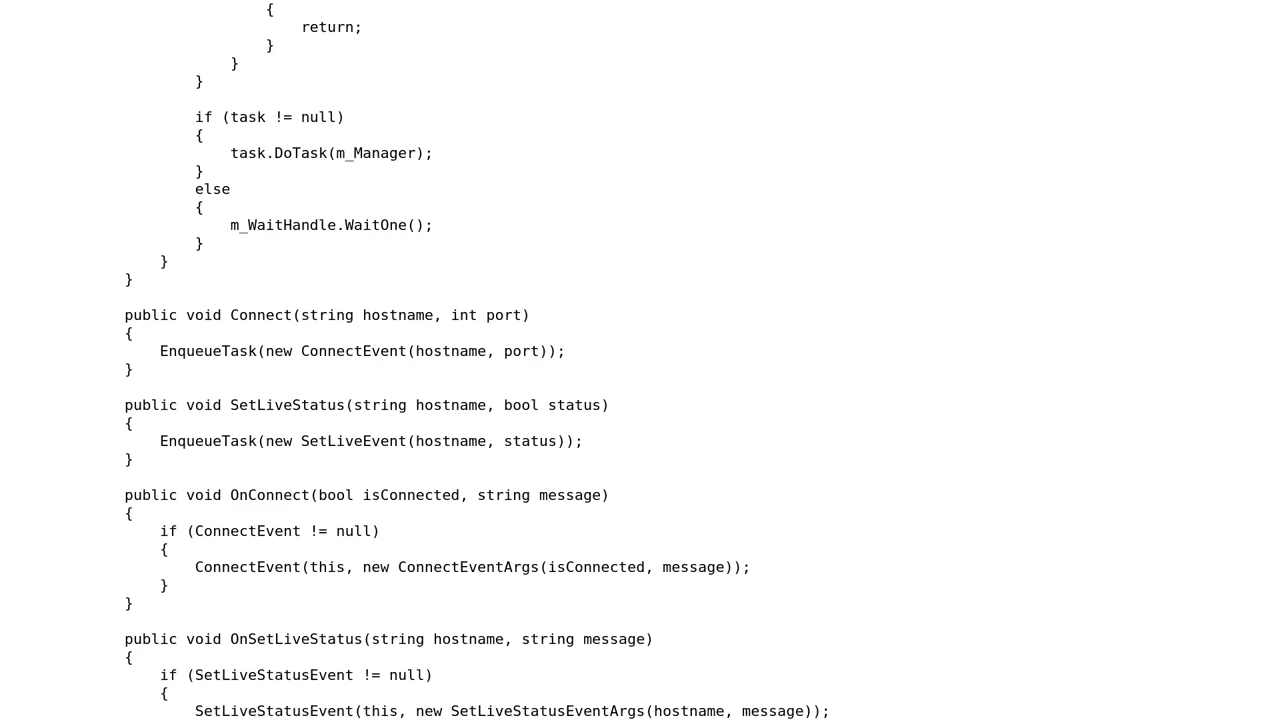 {
return;
}
}
}
if (task != null)
{
task.DoTask(m_Manager);
}
else
{
m_WaitHandle.WaitOne();
}
}
}
public void Connect(string hostname, int port)
{
EnqueueTask(new ConnectEvent(hostname, port));
}
public void SetLiveStatus(string hostname, bool status)
{
EnqueueTask(new SetLiveEvent(hostname, status));
}
public void OnConnect(bool isConnected, string message)
{
if (ConnectEvent != null)
{
ConnectEvent(this, new ConnectEventArgs(isConnected, message));
}
}
public void OnSetLiveStatus(string hostname, string message)
{
if (SetLiveStatusEvent != null)
{
SetLiveStatusEvent(this, new SetLiveStatusEventArgs(hostname, message));